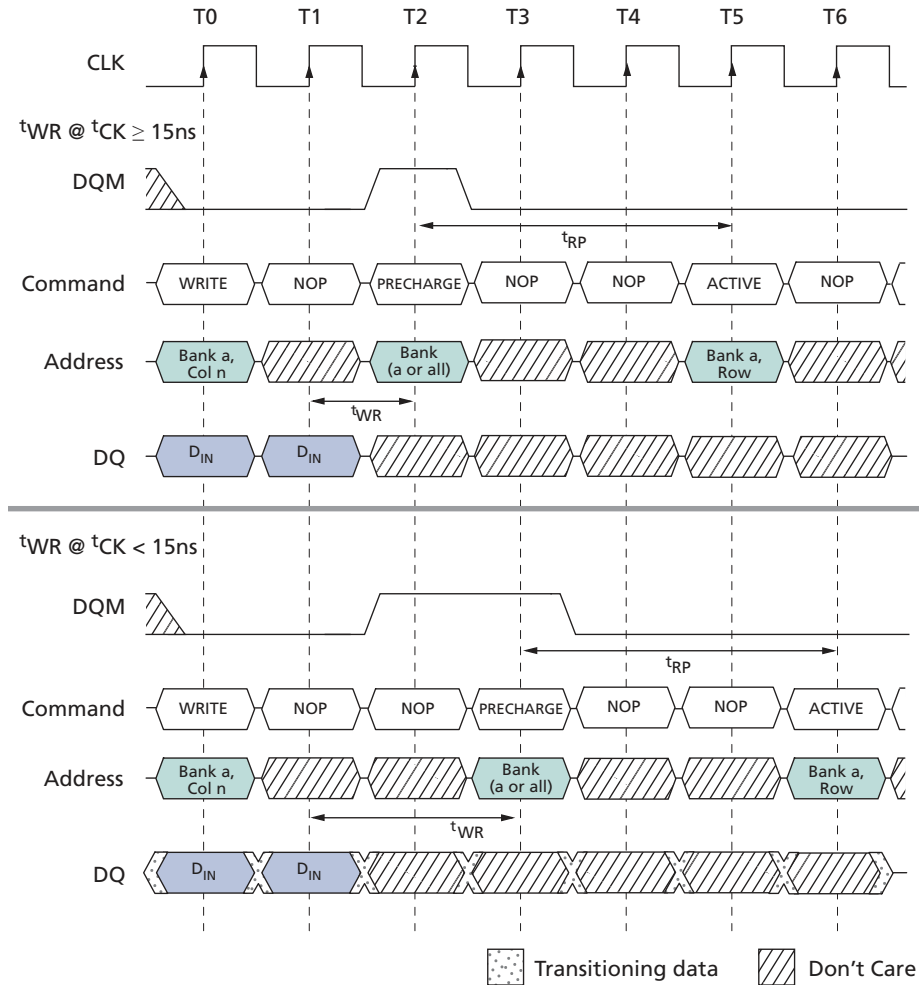 T0 T1 T2 T3 T4 T5 T6
CLK
tWR @ tCK ≥ 15ns
DQM
tRP
Command WRITE NOP PRECHARGE NOP NOP ACTIVE NOP
Address Bank a, Bank Bank a,
Col n (a or all) Row
tWR
DQ DIN DIN
tWR @ tCK < 15ns
DQM
tRP
Command WRITE NOP NOP PRECHARGE NOP NOP ACTIVE
Address Bank a, Bank Bank a,
Col n (a or all) Row
tWR
DQ DIN DIN
Transitioning data Don't Care